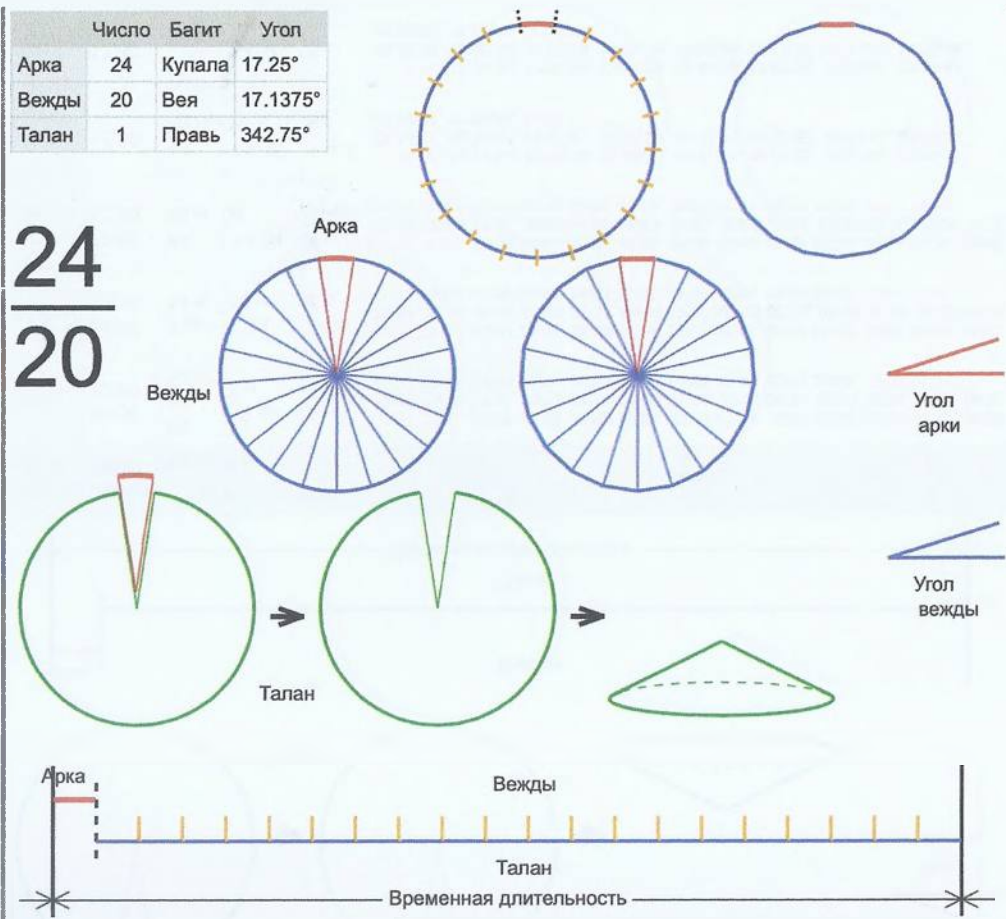 Число Багит Угол
Арка 24 Купала 17.25°
Вежды 20 Вея 17.1375°
Талан 1 Правь 342.75°
24
20
Арка
Вежды
Угол
арки
Угол
вежды
Талан
Арка
Вежды
Талан
Временная длительность